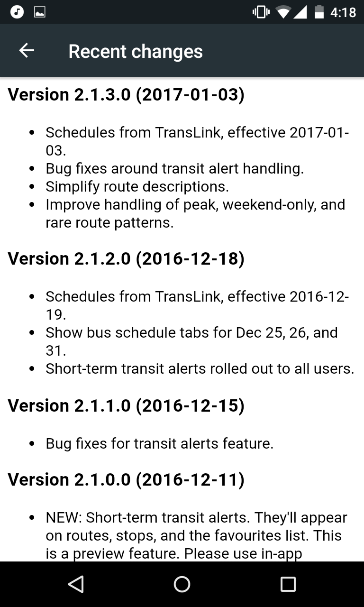 4:18
Recent changes
Version 2.1.3.0 (2017-01-03)
• Schedules from TransLink, effective 2017-01-
03.
• Bug fixes around transit alert handling.
• Simplify route descriptions.
• Improve handling of peak, weekend-only, and
rare route patterns.
Version 2.1.2.0 (2016-12-18)
• Schedules from TransLink, effective 2016-12-
19.
• Show bus schedule tabs for Dec 25, 26, and
31.
• Short-term transit alerts rolled out to all users.
Version 2.1.1.0 (2016-12-15)
• Bug fixes for transit alerts feature.
Version 2.1.0.0 (2016-12-11)
• NEW: Short-term transit alerts. They'll appear
on routes, stops, and the favourites list. This
is a preview feature. Please use in-app